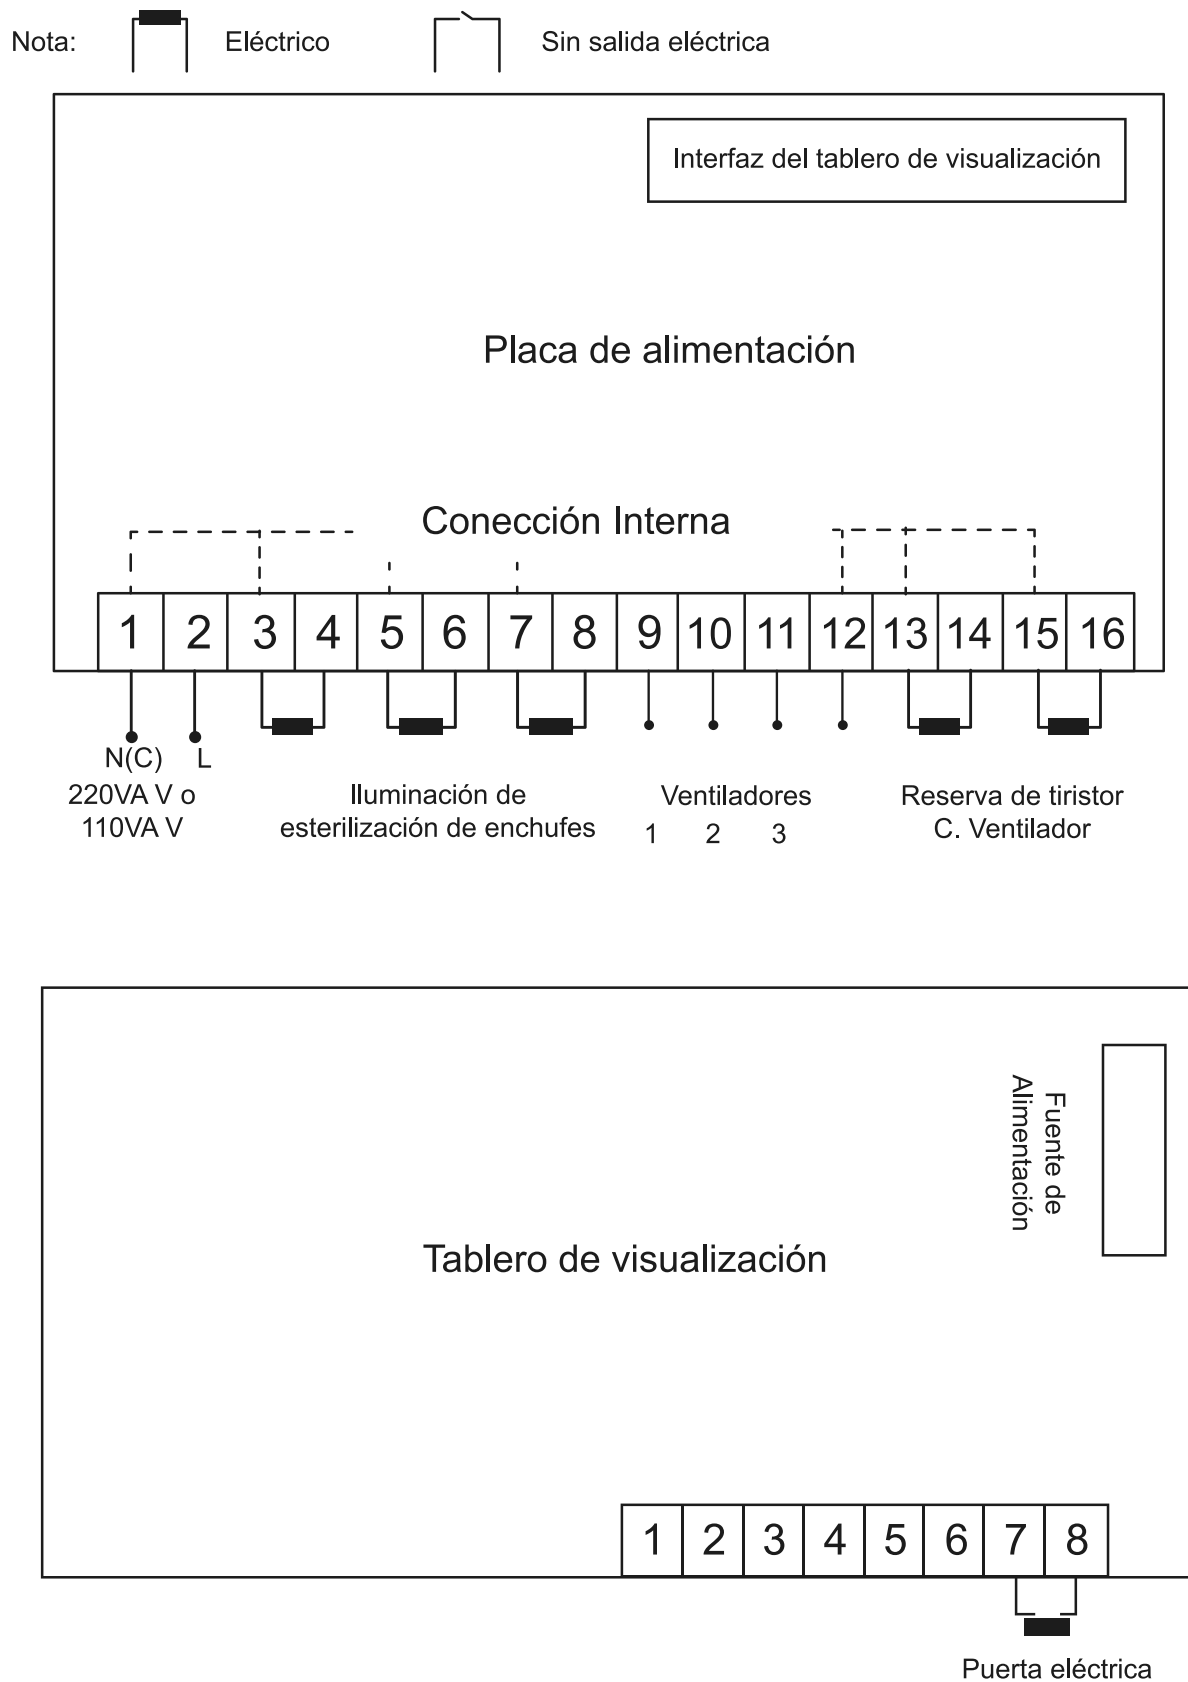 Nota: Eléctrico Sin salida eléctrica
Interfaz del tablero de visualización
Placa de alimentación
Conección Interna
1 2 3 4 5 6 7 8 9 10 11 12 13 14 15 16
N(C) L
220VA V o
110VA V
Iluminación de
esterilización de enchufes
Ventiladores
1 2 3
Reserva de tiristor
C. Ventilador
Fuente de
Alimentación
Tablero de visualización
1 2 3 4 5 6 7 8
Puerta eléctrica